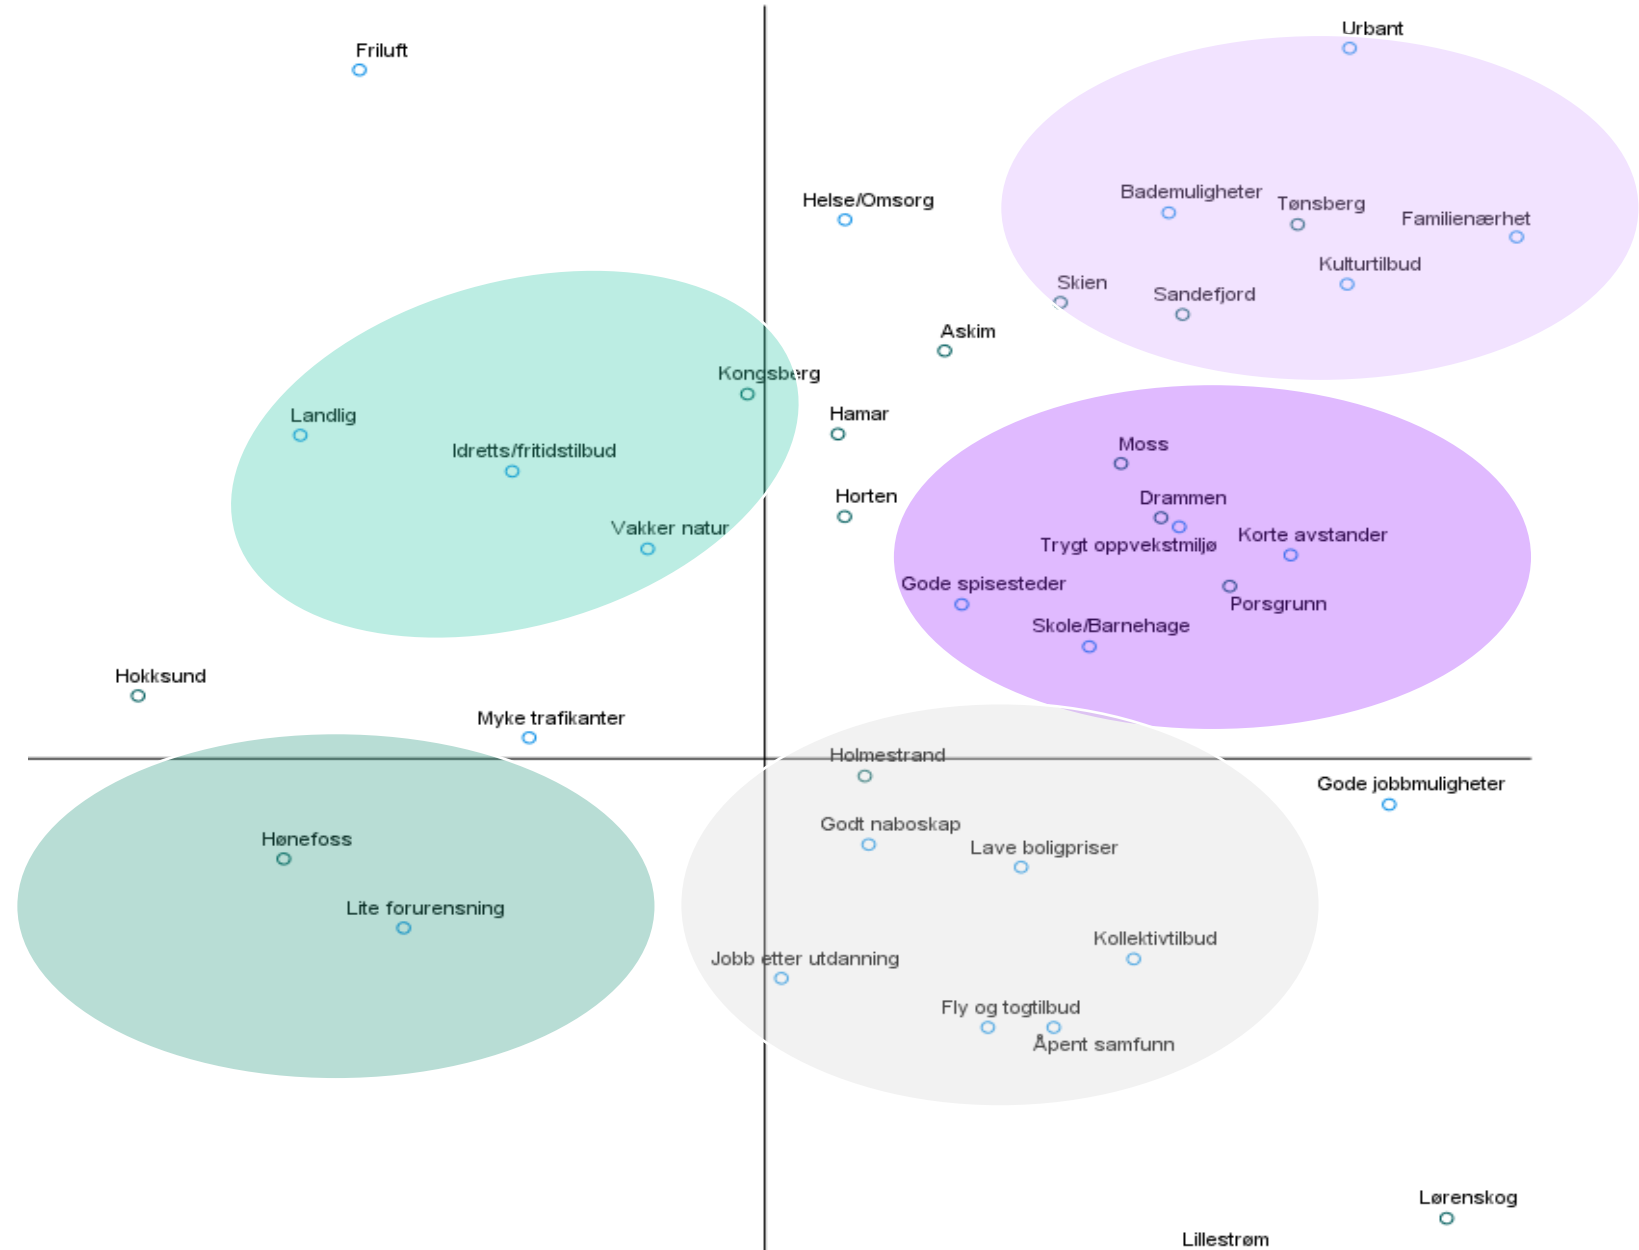 Urbant
Friluft
Bademuligheter
Helse/Omsorg
Tønsberg
Familienærhet
Kulturtilbud
Skien
Sandefjord
Askim
Kongsberg
Landlig
Hamar
Idretts/fritidstilbud
Moss
Horten
Drammen
Vakker natur
Korte avstander
Trygt oppvekstmiljø
Gode spisesteder
Porsgrunn
Skole/Barnehage
Hokksund
Myke trafikanter
Holmestrand
Gode jobbmuligheter
Godt naboskap
Hønefoss
Lave boligpriser
Lite forurensning
Kollektivtilbud
Jobb etter utdanning
Fly og togtilbud
Åpent samfunn
Lørenskog
Lillestrøm